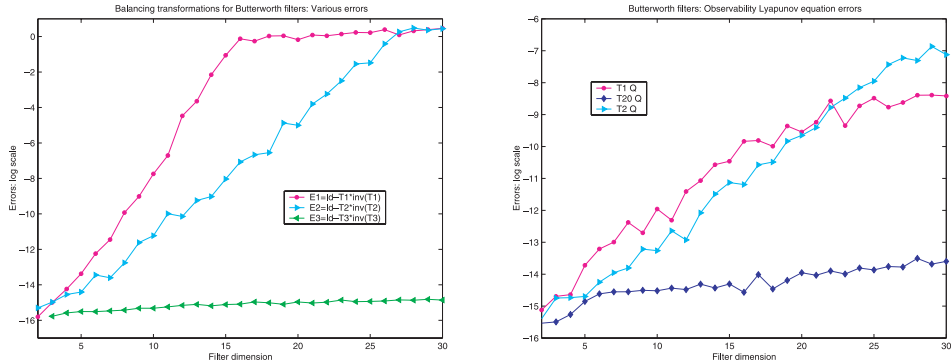 Balancing transformations for Butterworth filters: Various errors
Errors: log scale
0
−2
−4
−6
−8
−10
−12
−14
−16
E1=Id−T1*inv(T1)
E2=Id−T2*inv(T2)
E3=Id−T3*inv(T3)
5
10
15
20
25
30
Filter dimension
Butterworth filters: Observability Lyapunov equation errors
Errors: log scale
−6
−7
−8
−9
−10
−11
−12
−13
−14
−15
−16
T1 Q
T20 Q
T2 Q
5
10
15
20
25
30
Filter dimension